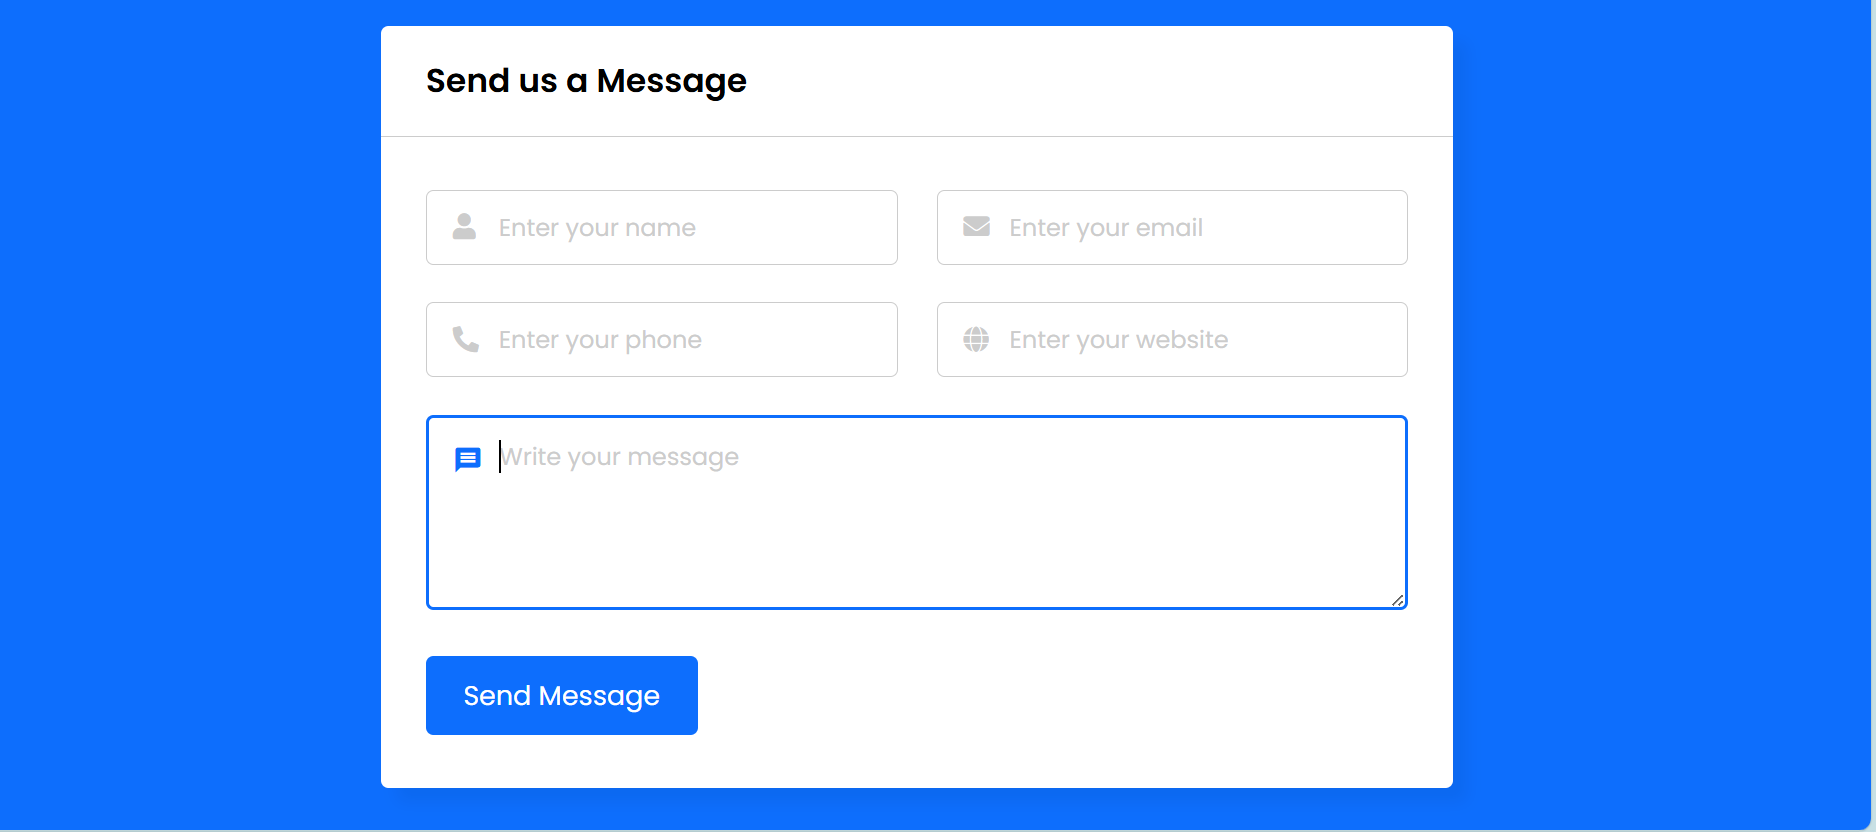 Send us a Message
Enter your name
Enter your email
Enter your phone
Enter your website
Write your message
Send Message